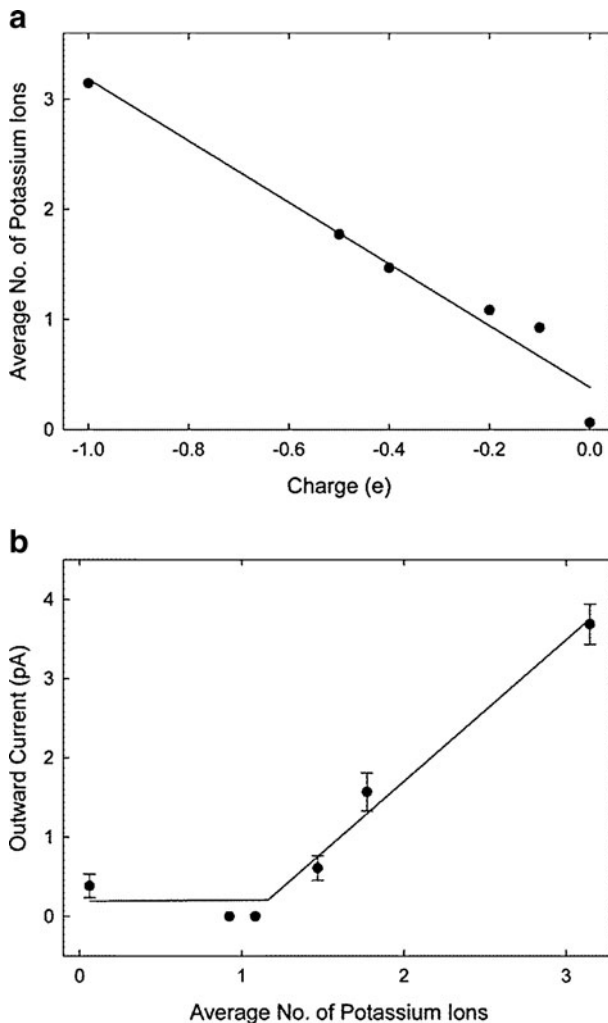 a
3
2
1
0
Average No. of Potassium Ions
-1.0 -0.8 -0.6 -0.4 -0.2 0.0
Charge (e)
b
4
3
2
1
0
Outward Current (pA)
0 1 2 3
Average No. of Potassium Ions